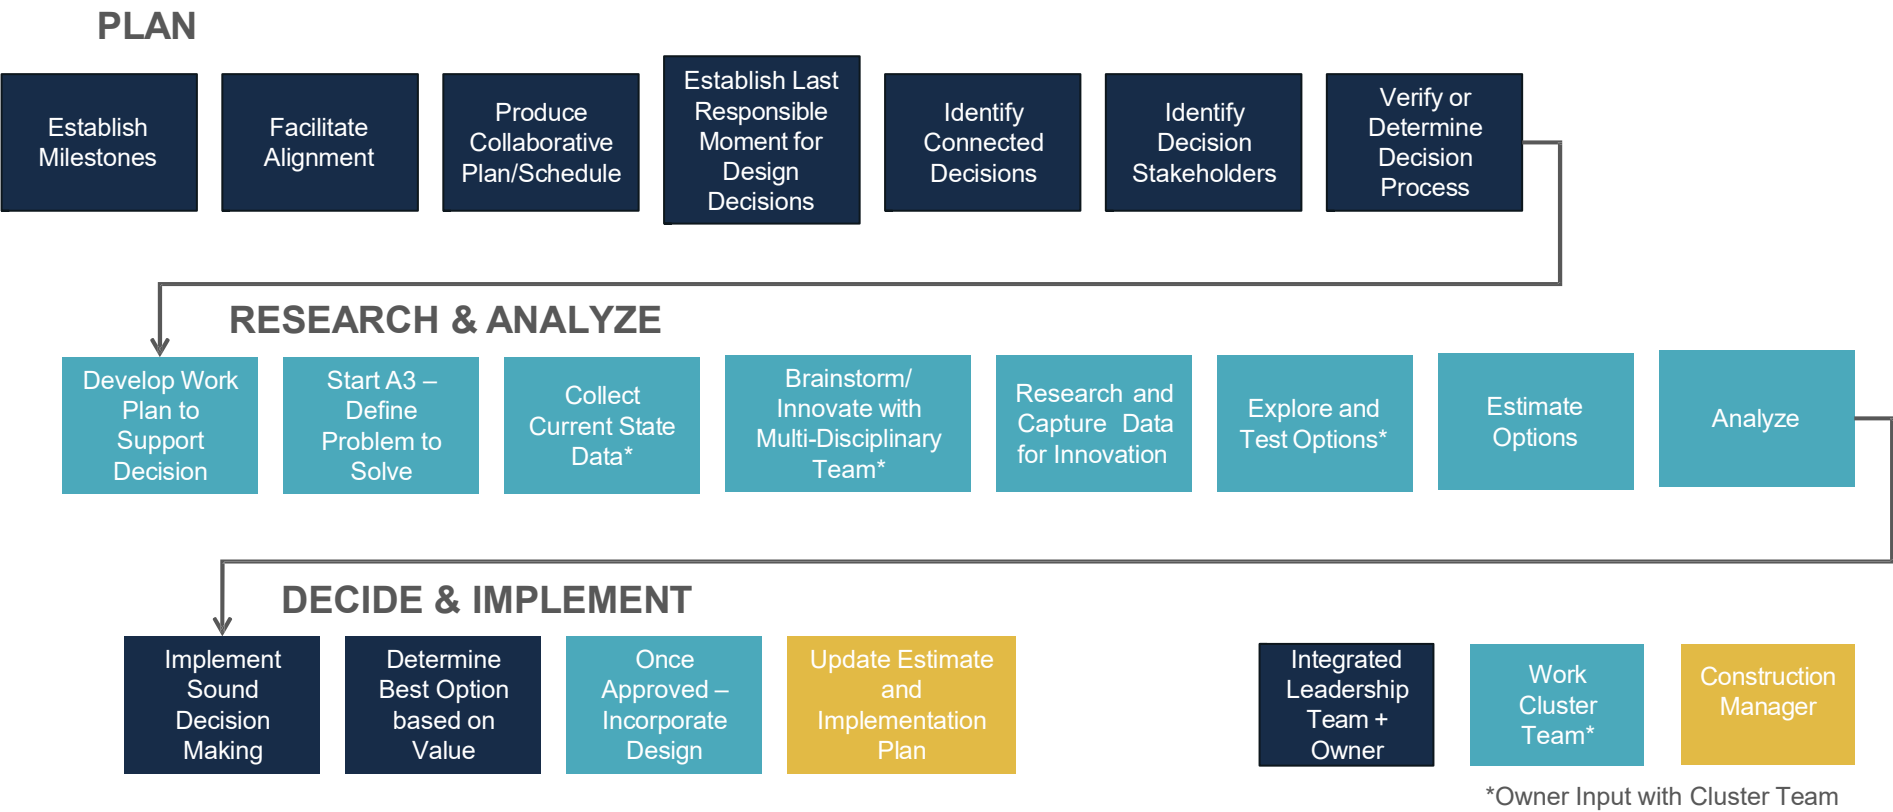 PLAN
Establish
Milestones
Facilitate
Alignment
Produce
Collaborative
Plan/Schedule
Establish Last
Responsible
Moment for
Design
Decisions
Identify
Connected
Decisions
Identify
Decision
Stakeholders
Verify or
Determine
Decision
Process
RESEARCH & ANALYZE
Develop Work
Plan to
Support
Decision
Start A3 –
Define
Problem to
Solve
Collect
Current State
Data*
Brainstorm/
Innovate with
Multi-Disciplinary
Team*
Research and
Capture Data
for Innovation
Explore and
Test Options*
Estimate
Options
Analyze
DECIDE & IMPLEMENT
Implement
Sound
Decision
Making
Determine
Best Option
based on
Value
Once
Approved –
Incorporate
Design
Update Estimate
and
Implementation
Plan
Integrated
Leadership
Team +
Owner
Work
Cluster
Team*
Construction
Manager
*Owner Input with Cluster Team